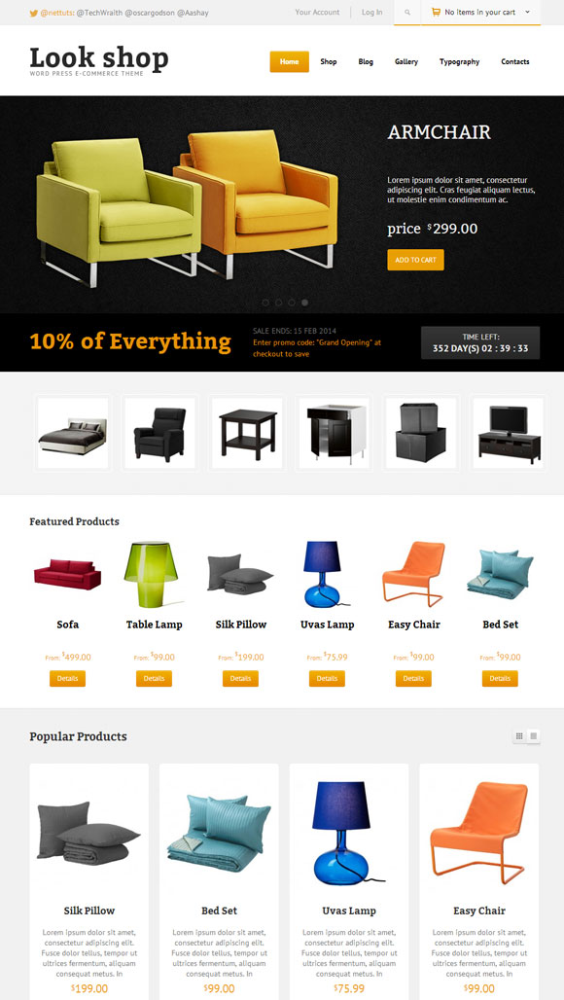 @nettuts: @TechWraith @oscargodson @Aashay
Your Account
Log In
No items in your cart
Look shop
WORD PRESS E-COMMERCE THEME
Home
Shop
Blog
Gallery
Typography
Contacts
ARMCHAIR
Lorem ipsum dolor sit amet, consectetur
adipiscing elit. Cras feugiat aliquam lectus,
ut molestie enim condimentum ac.
price $299.00
ADD TO CART
10% of Everything
SALE ENDS: 15 FEB 2014
Enter promo code: "Grand Opening" at
checkout to save
TIME LEFT:
352 DAY(S) 02 : 39 : 33
Featured Products
Sofa
Table Lamp
Silk Pillow
Uvas Lamp
Easy Chair
Bed Set
From: $499.00
From: $99.00
From: $199.00
From: $75.99
From: $99.00
From: $99.00
Details
Details
Details
Details
Details
Details
Popular Products
Silk Pillow
Lorem ipsum dolor sit amet,
consectetur adipiscing elit.
Fusce dolor tellus, tempor ut
ultrices fermentum, aliquam
consequat metus. In
$199.00
Bed Set
Lorem ipsum dolor sit amet,
consectetur adipiscing elit.
Fusce dolor tellus, tempor ut
ultrices fermentum, aliquam
consequat metus. In
$99.00
Uvas Lamp
Lorem ipsum dolor sit amet,
consectetur adipiscing elit.
Fusce dolor tellus, tempor ut
ultrices fermentum, aliquam
consequat metus. In
$75.99
Easy Chair
Lorem ipsum dolor sit amet,
consectetur adipiscing elit.
Fusce dolor tellus, tempor ut
ultrices fermentum, aliquam
consequat metus. In
$99.00